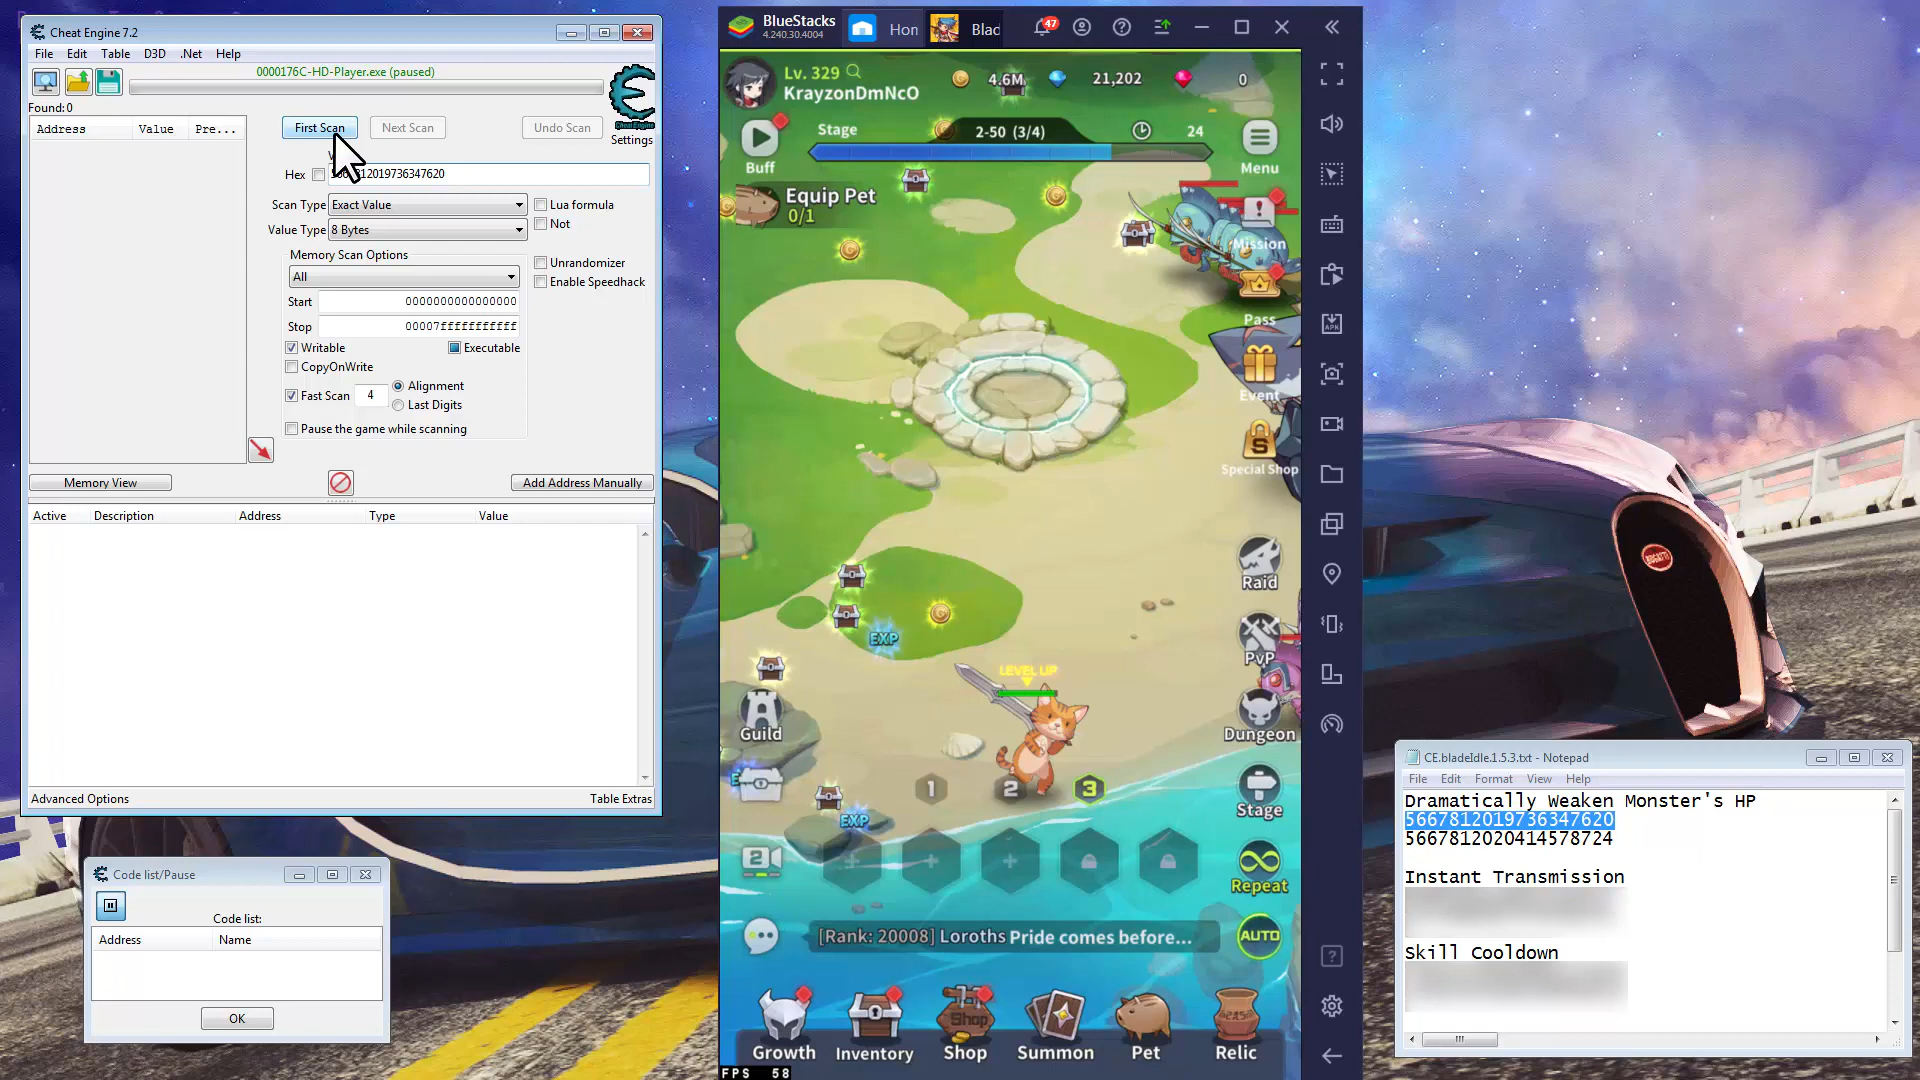 Cheat Engine 7.2
File Edit Table D3D .Net Help
0000176C-HD-Player.exe (paused)
Found: 0
Address Value Pre...
First Scan Next Scan Undo Scan
Settings
Hex
Scan Type Exact Value
Lua formula
Not
Value Type 8 Bytes
Memory Scan Options
All
Unrandomizer
Enable Speedhack
Start 0000000000000000
Stop 00007fffffffffff
Writable Executable
CopyOnWrite
Fast Scan 4 Alignment
Last Digits
Pause the game while scanning
Memory View Add Address Manually
Active Description Address Type Value
Advanced Options Table Extras
Code list/Pause
Code list:
Address Name
OK
BlueStacks
4.240.30.4004
Hon
Blad
47
Lv. 329
KrayzonDmNcO
4.6M 21,202 0
Stage 2-50 (3/4) 24
Buff
Menu
Equip Pet
0/1
Mission
Pass
Event
S
Special Shop
Raid
PvP
Dungeon
Stage
Repeat
AUTO
EXP
LEVEL UP
Guild
1 2 3
EXP
2
[Rank: 20008] Loroths Pride comes before...
Shop
Growth Inventory Shop Summon Pet Relic
FPS 58
APK
BUGATTI
CE.bladeIdle.1.5.3.txt - Notepad
File Edit Format View Help
Dramatically Weaken Monster's HP
5667812019736347620
5667812020414578724
Instant Transmission
Skill Cooldown